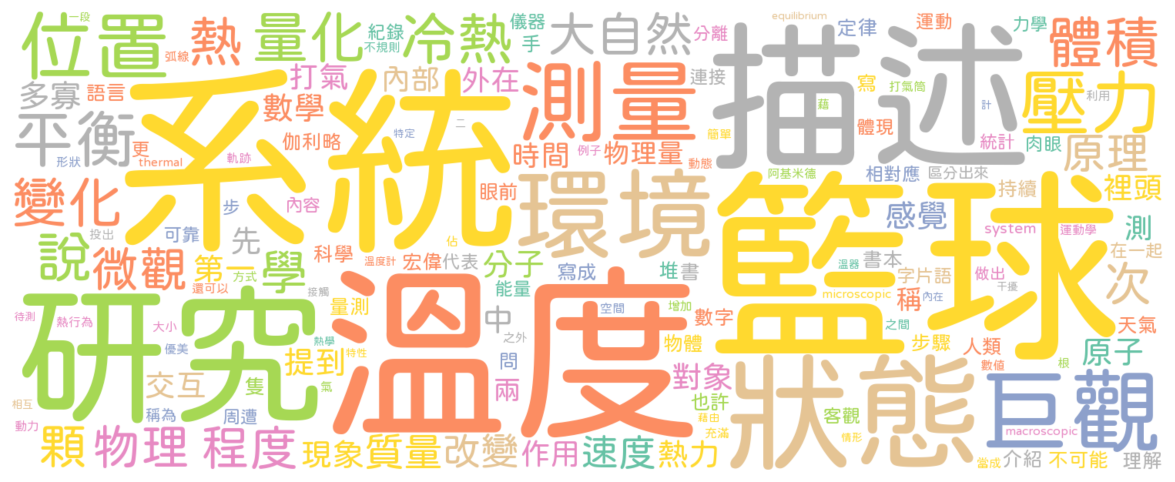 一段
equilibrium
位置
熱
量化
紀錄
冷熱
儀器
大自然
分離
定律
運動
力學
體積
弧線
不規則
手
描述
打氣
內部
外在
測量
連接
寫
打氣筒
壓力
多寡
語言
系統
數學
藉
計
利用
平衡
更
伽利略
特定
二
時間
例子
物理量
簡單
體現
統計
肉眼
原理
形狀
thermal
軌跡
動態
阿基米德
相對應
區分出來
變化
步
內容
眼前
環境
籃球
持續
裡頭
感覺
投出
可靠
先
佔
system
運動學
測
說
微觀
科學
宏偉
代表
分子
堆
書
溫器
書本
在一起
第一
學
溫度計
寫成
字片語
做出
次
方式
能量
microscopic
稱
干擾
內在
還可以
接觸
量測
增加
研究
溫度
中
空間
數字
之間
天氣
待測
熱行為
大小
之外
物體
步驟
人類
原子
優美
熱學
特性
提到
問
狀態
數值
根
交互
隻
氣
兩
對象
巨觀
相互
稱為
周遭
也許
藉由
客觀
macroscopic
動力
顆
物理
程度
現象
質量
改變
作用
速度
熱力
充滿
情形
當成
介紹
不可能
理解